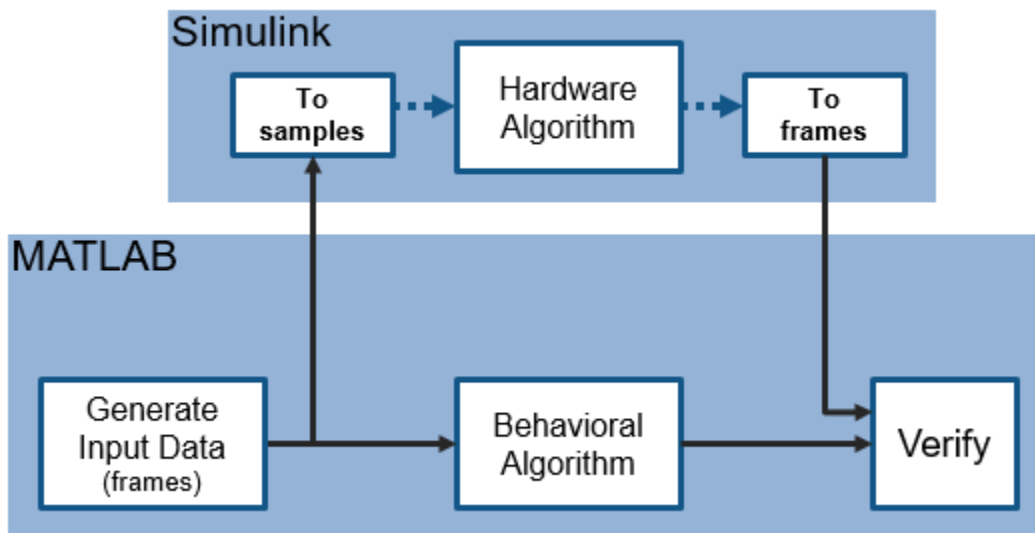 Simulink
To
samples
Hardware
Algorithm
To
frames
MATLAB
Generate
Input Data
(frames)
Behavioral
Algorithm
Verify